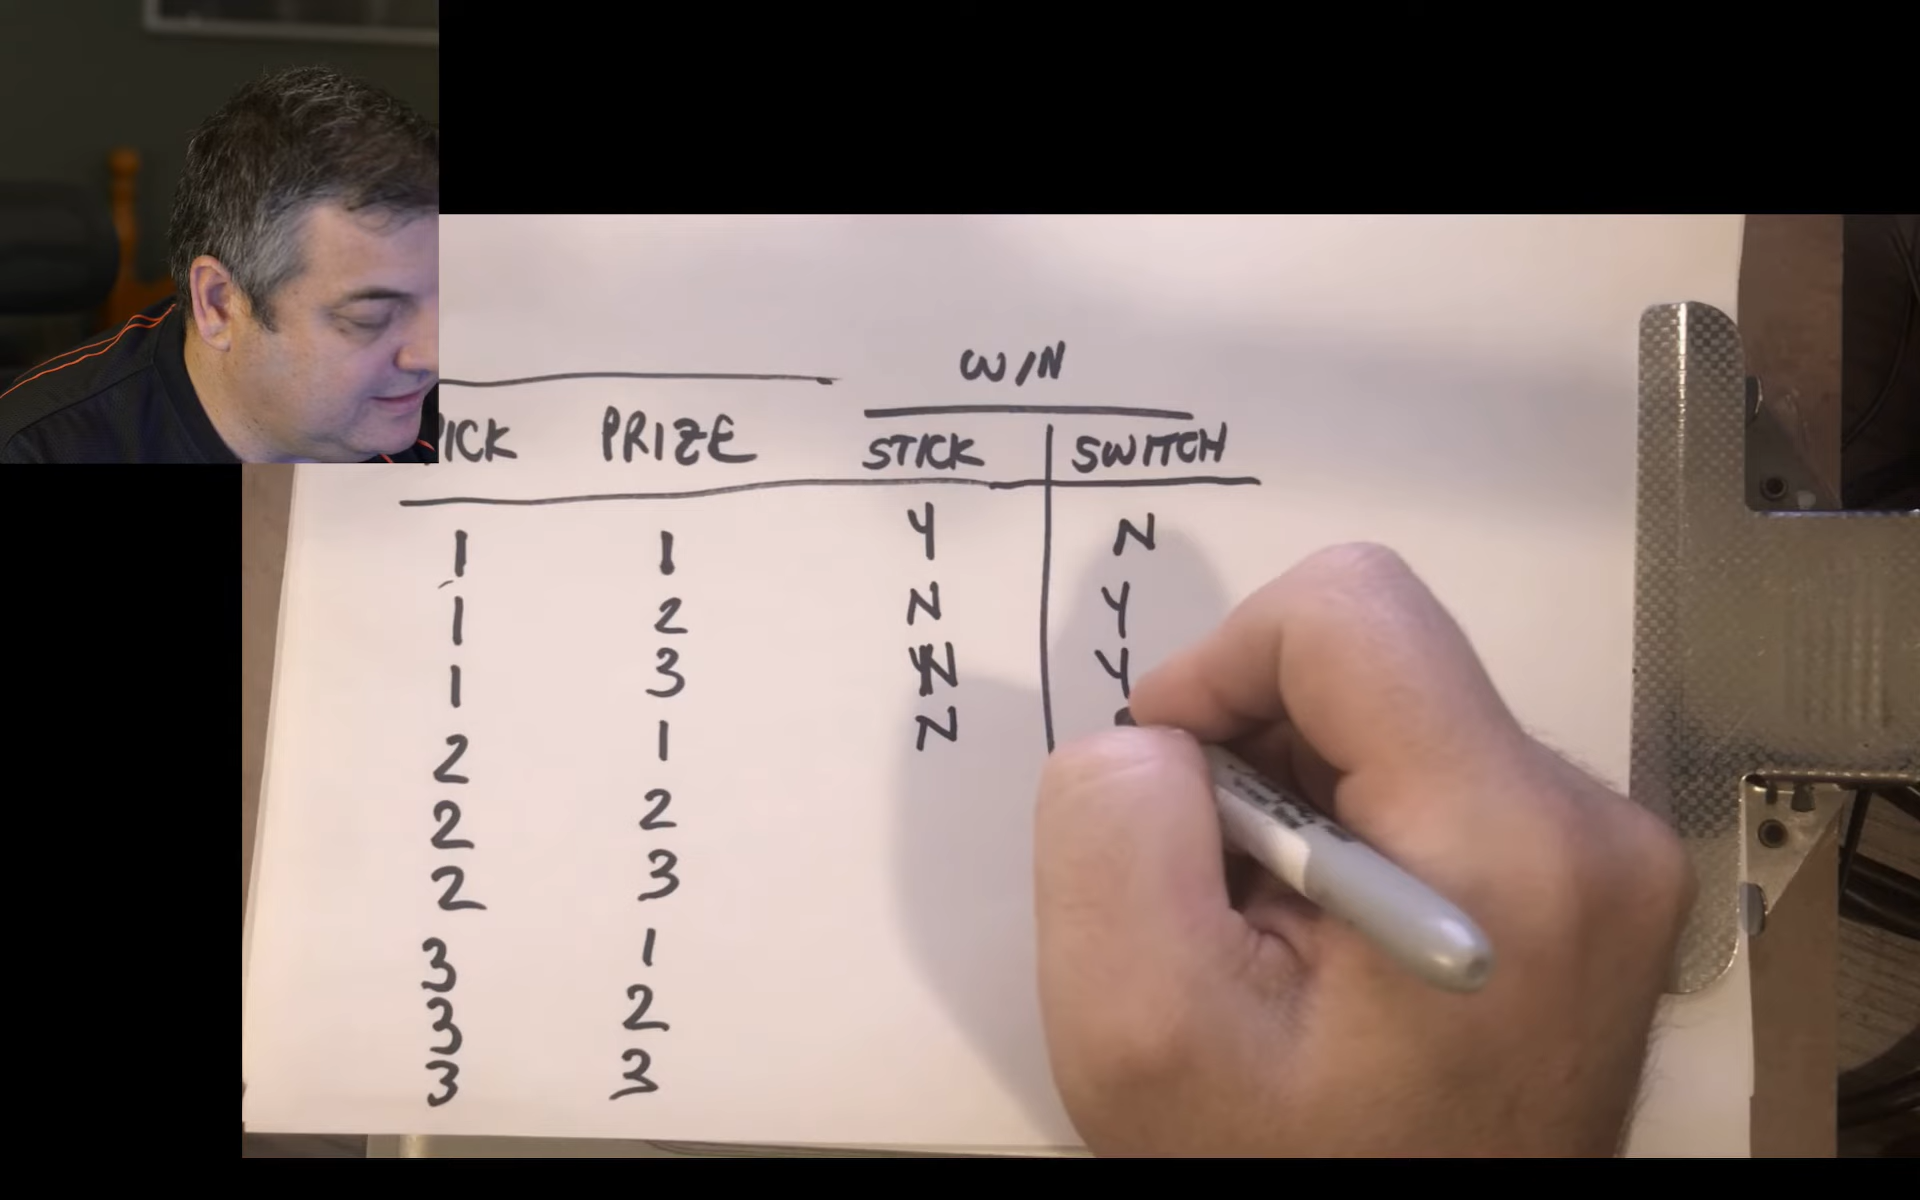 WIN
PICK PRIZE STICK SWITCH
1 1 Y N
1 2 N Y
1 3 N Y
2 1 N
2 2
2 3
3 1
3 2
3 3